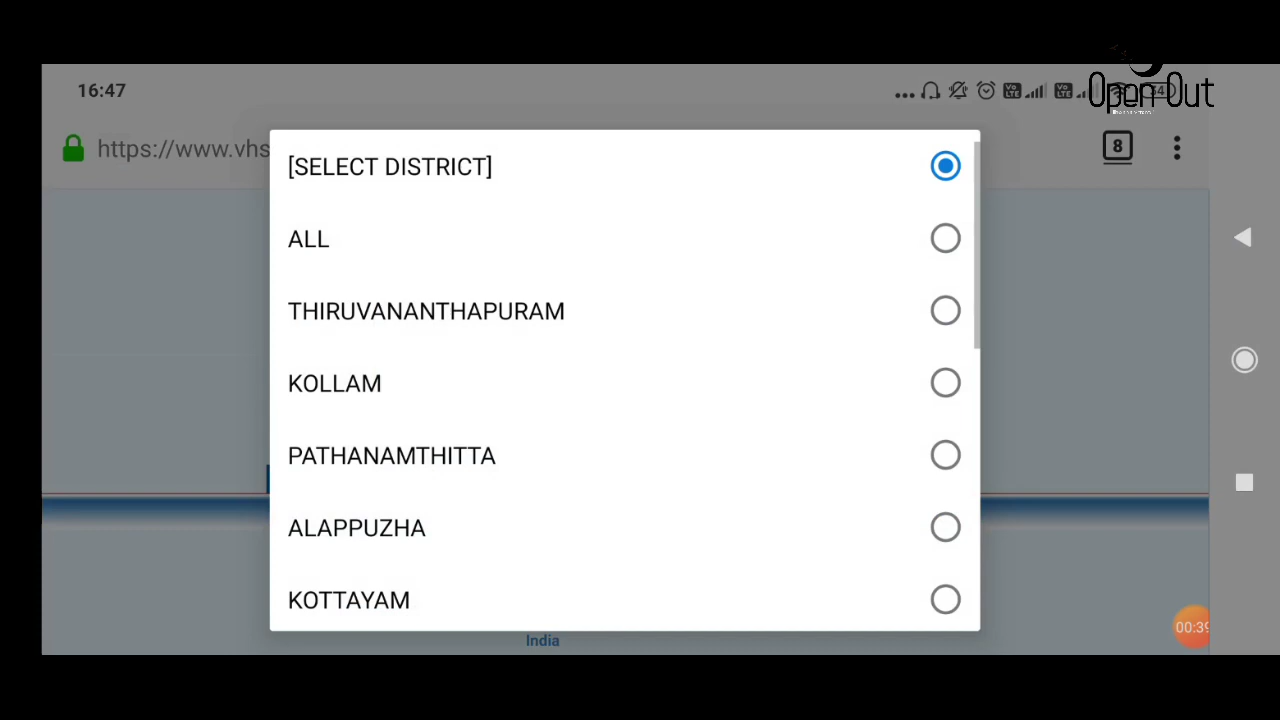 16:47
Open Out
https://www.vhs
8
[SELECT DISTRICT]
ALL
THIRUVANANTHAPURAM
KOLLAM
PATHANAMTHITTA
ALAPPUZHA
KOTTAYAM
00:39
India